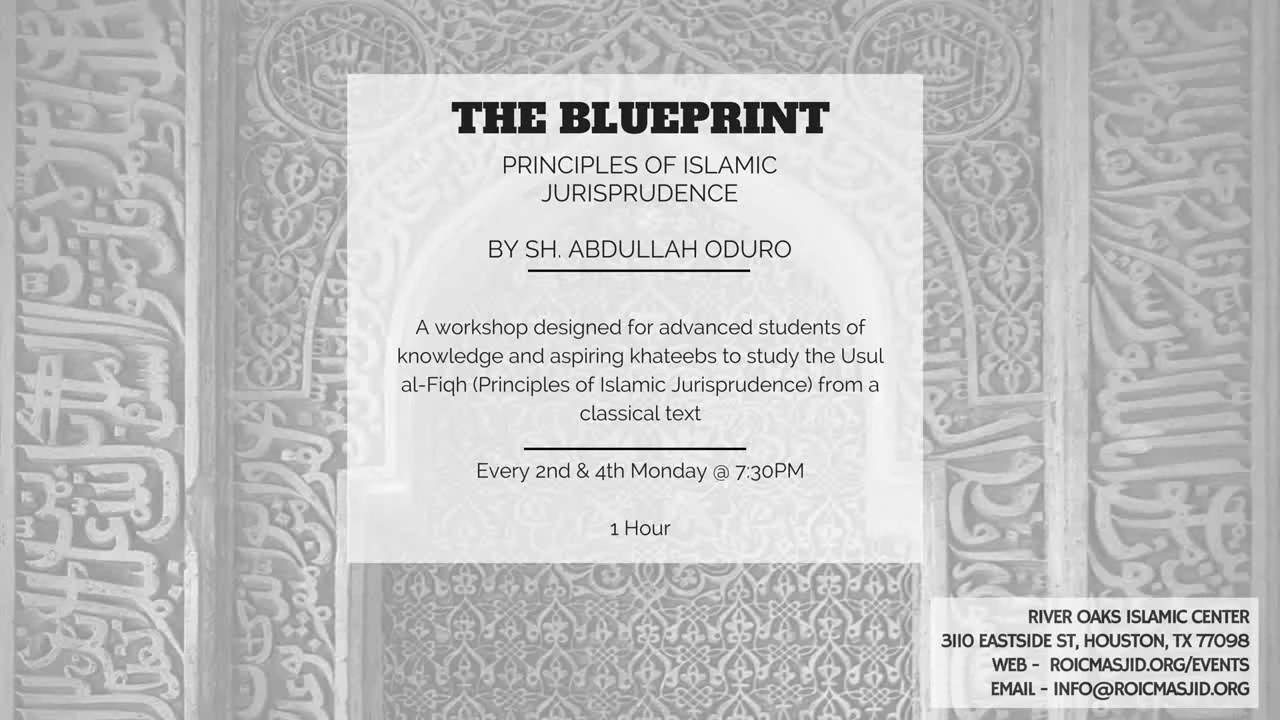 THE BLUEPRINT
PRINCIPLES OF ISLAMIC
JURISPRUDENCE
BY SH. ABDULLAH ODURO
A workshop designed for advanced students of
knowledge and aspiring khateebs to study the Usul
al-Fiqh (Principles of Islamic Jurisprudence) from a
classical text
Every 2nd & 4th Monday @ 7:30PM
1 Hour
RIVER OAKS ISLAMIC CENTER
3110 EASTSIDE ST, HOUSTON, TX 77098
WEB - ROICMASJID.ORG/EVENTS
EMAIL - INFO@ROICMASJID.ORG